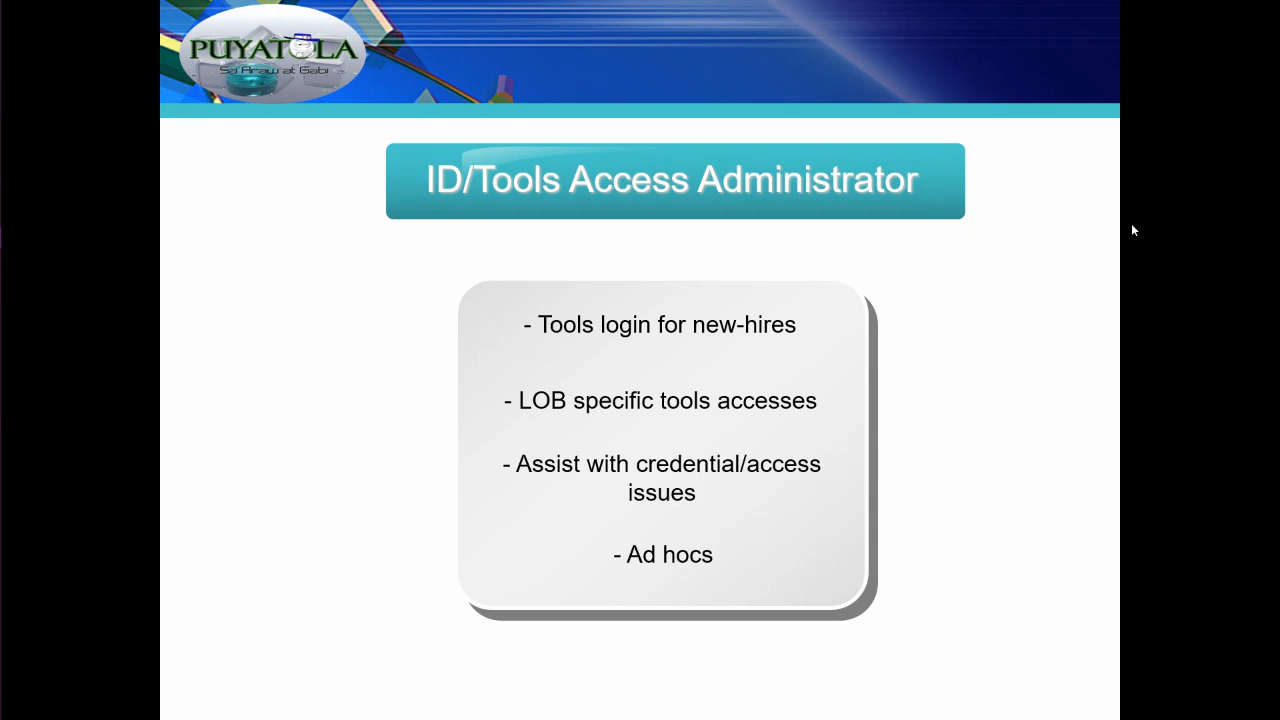 PUYATOLA
Sa Araw at Gabi
ID/Tools Access Administrator
- Tools login for new-hires
- LOB specific tools accesses
- Assist with credential/access
issues
- Ad hocs